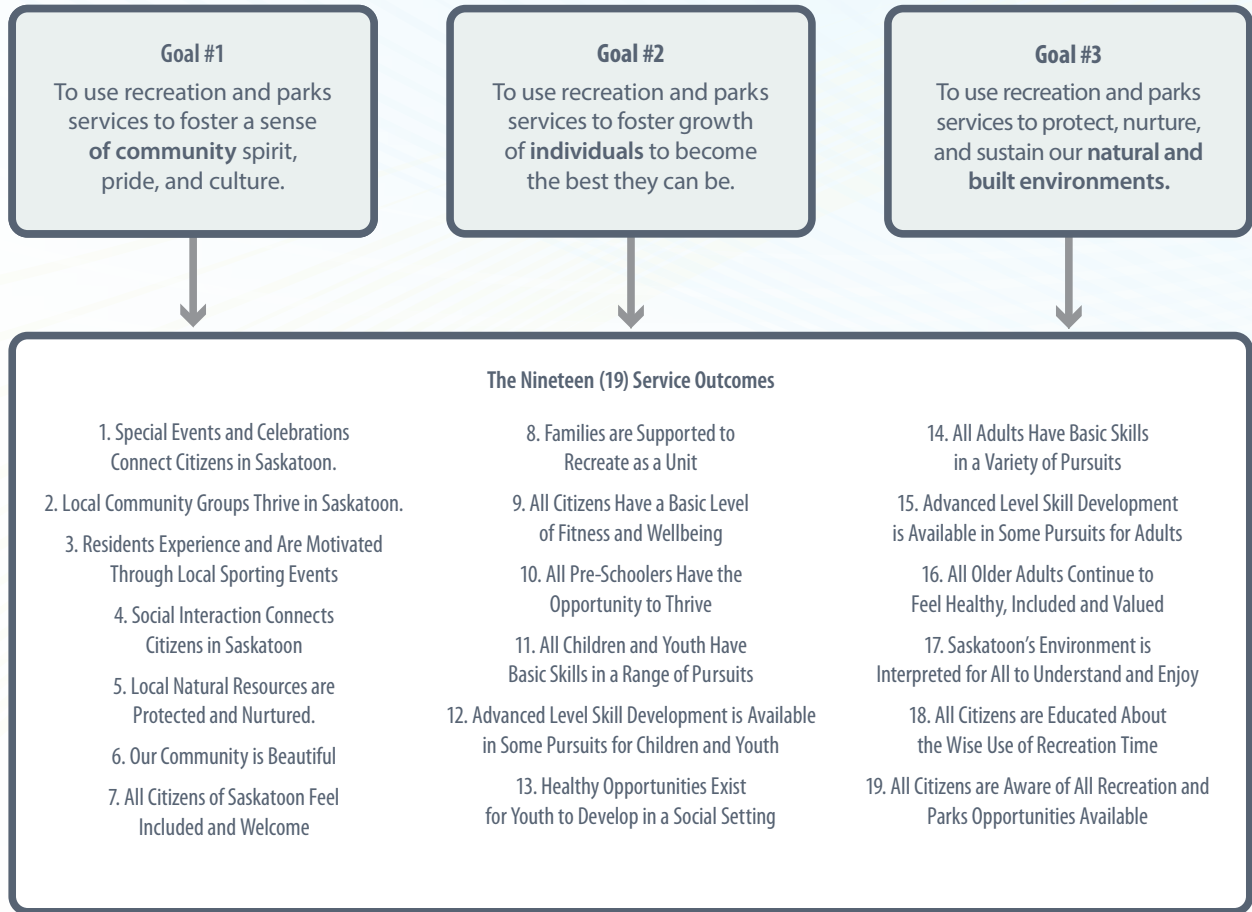 Goal #1
To use recreation and parks
services to foster a sense
of community spirit,
pride, and culture.
Goal #2
To use recreation and parks
services to foster growth
of individuals to become
the best they can be.
Goal #3
To use recreation and parks
services to protect, nurture,
and sustain our natural and
built environments.
The Nineteen (19) Service Outcomes
1. Special Events and Celebrations
Connect Citizens in Saskatoon.
2. Local Community Groups Thrive in Saskatoon.
3. Residents Experience and Are Motivated
Through Local Sporting Events
4. Social Interaction Connects
Citizens in Saskatoon
5. Local Natural Resources are
Protected and Nurtured.
6. Our Community is Beautiful
7. All Citizens of Saskatoon Feel
Included and Welcome
8. Families are Supported to
Recreate as a Unit
9. All Citizens Have a Basic Level
of Fitness and Wellbeing
10. All Pre-Schoolers Have the
Opportunity to Thrive
11. All Children and Youth Have
Basic Skills in a Range of Pursuits
12. Advanced Level Skill Development is Available
in Some Pursuits for Children and Youth
13. Healthy Opportunities Exist
for Youth to Develop in a Social Setting
14. All Adults Have Basic Skills
in a Variety of Pursuits
15. Advanced Level Skill Development
is Available in Some Pursuits for Adults
16. All Older Adults Continue to
Feel Healthy, Included and Valued
17. Saskatoon's Environment is
Interpreted for All to Understand and Enjoy
18. All Citizens are Educated About
the Wise Use of Recreation Time
19. All Citizens are Aware of All Recreation and
Parks Opportunities Available